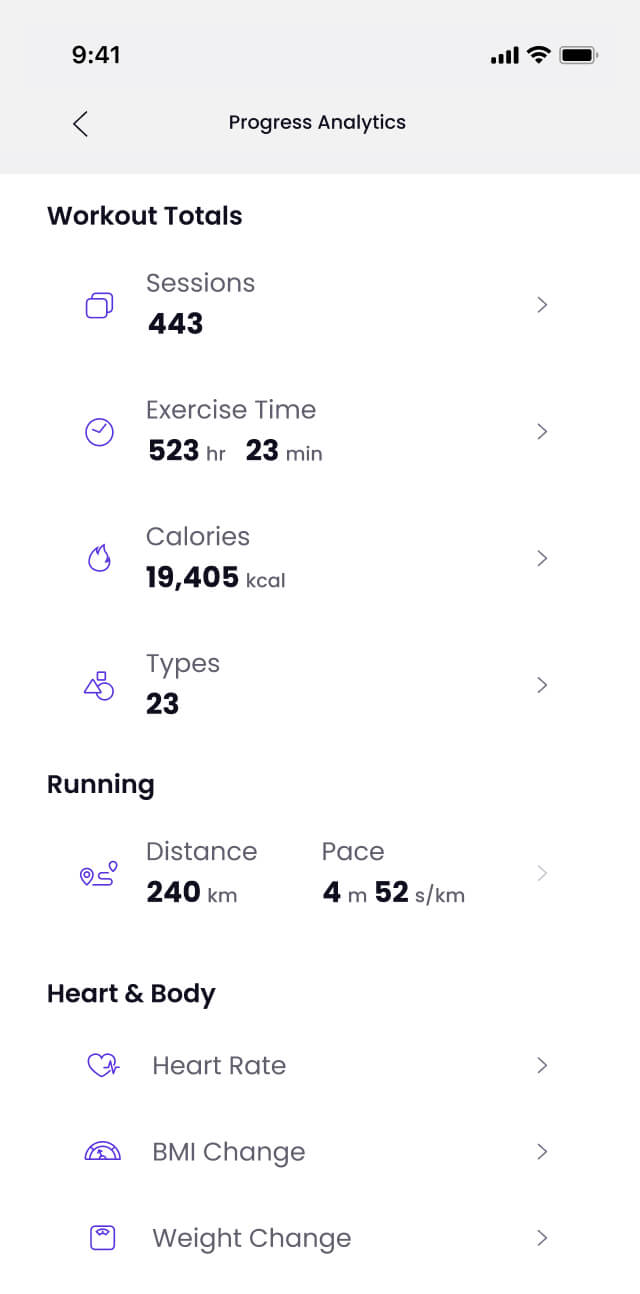 9:41
Progress Analytics
Workout Totals
Sessions
443
Exercise Time
523 hr 23 min
Calories
19,405 kcal
Types
23
Running
Distance Pace
240 km 4 m 52 s/km
Heart & Body
Heart Rate
BMI Change
Weight Change